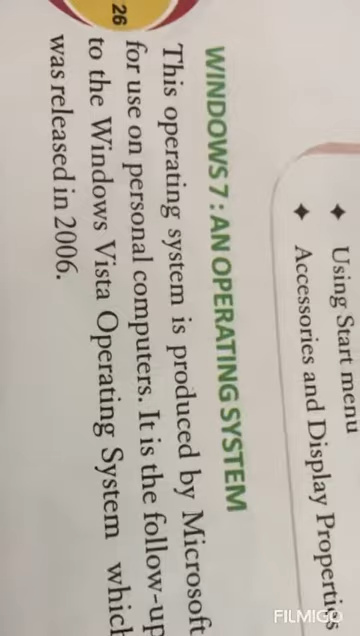 ✦ Using Start menu
✦ Accessories and Display Properties
WINDOWS 7 : AN OPERATING SYSTEM
This operating system is produced by Microsoft
for use on personal computers. It is the follow-up
to the Windows Vista Operating System which
was released in 2006.
26
FILMIGO